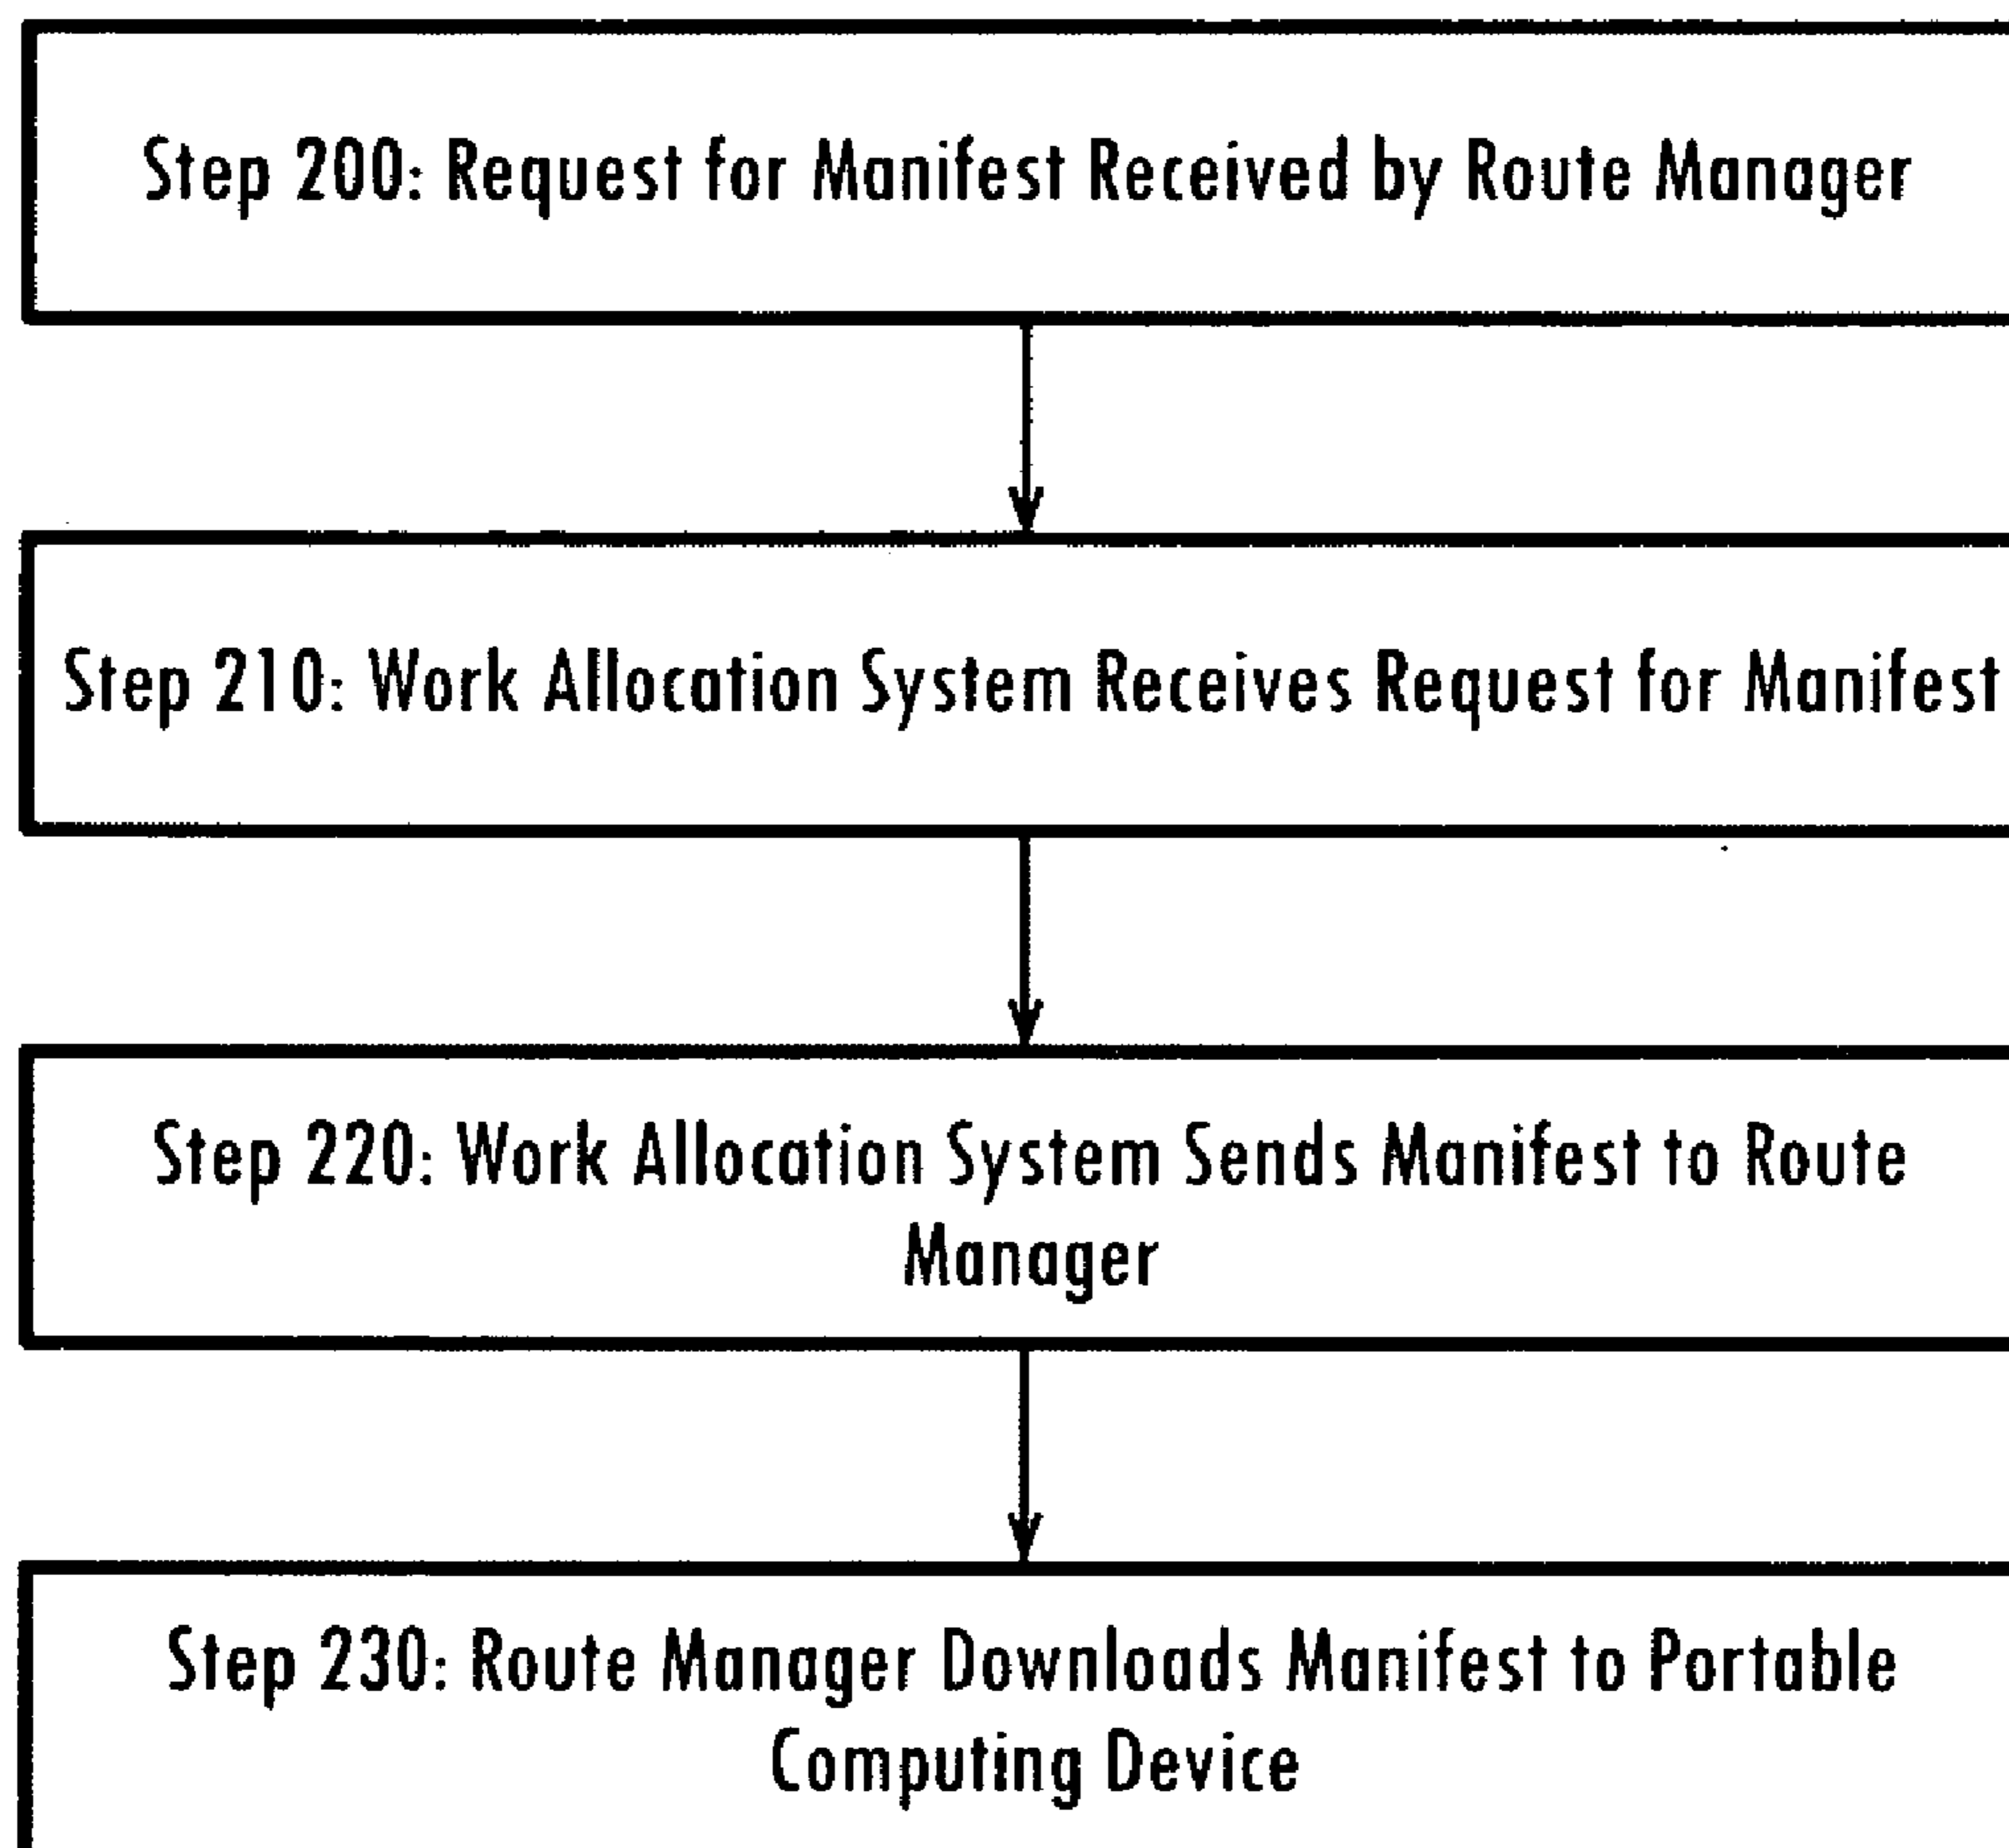 Step 200: Request for Manifest Received by Route Manager
Step 210: Work Allocation System Receives Request for Manifest
Step 220: Work Allocation System Sends Manifest to Route
Manager
Step 230: Route Manager Downloads Manifest to Portable
Computing Device